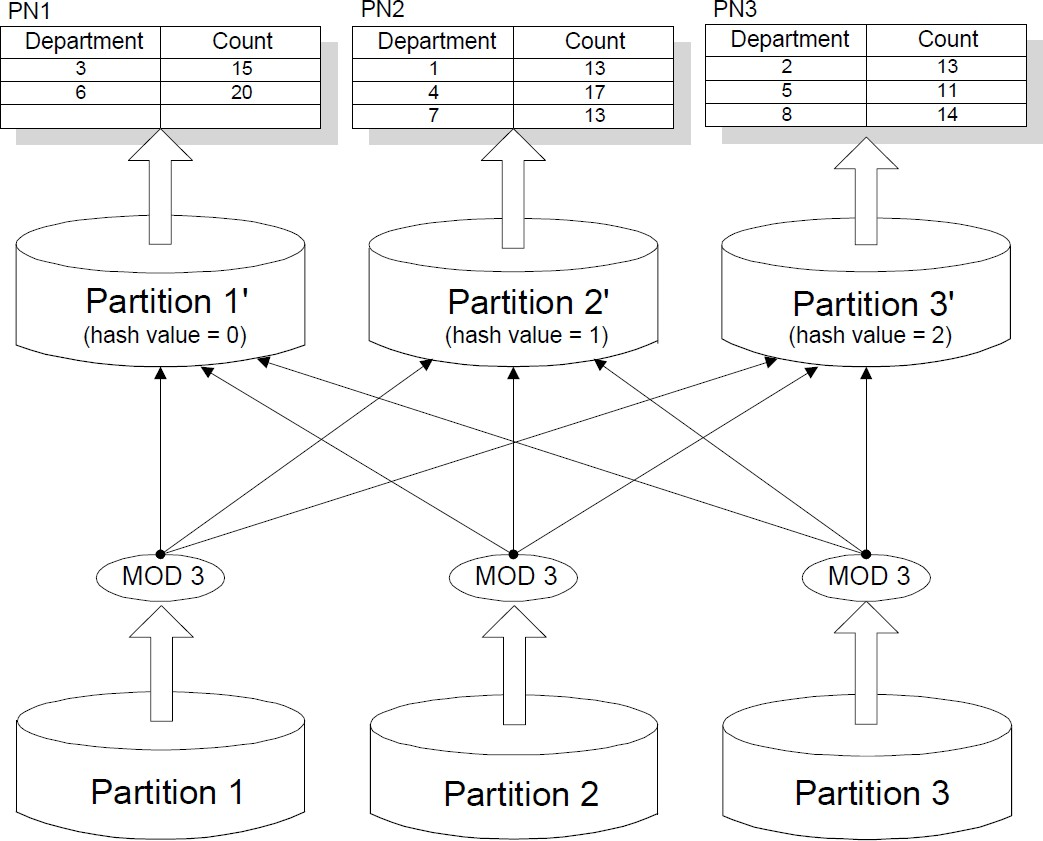 PN1 PN2 PN3
Department Count Department Count Department Count
3 15 1 13 2 13
6 20 4 17 5 11
7 13 8 14
Partition 1' Partition 2' Partition 3'
(hash value = 0) (hash value = 1) (hash value = 2)
MOD 3 MOD 3 MOD 3
Partition 1 Partition 2 Partition 3